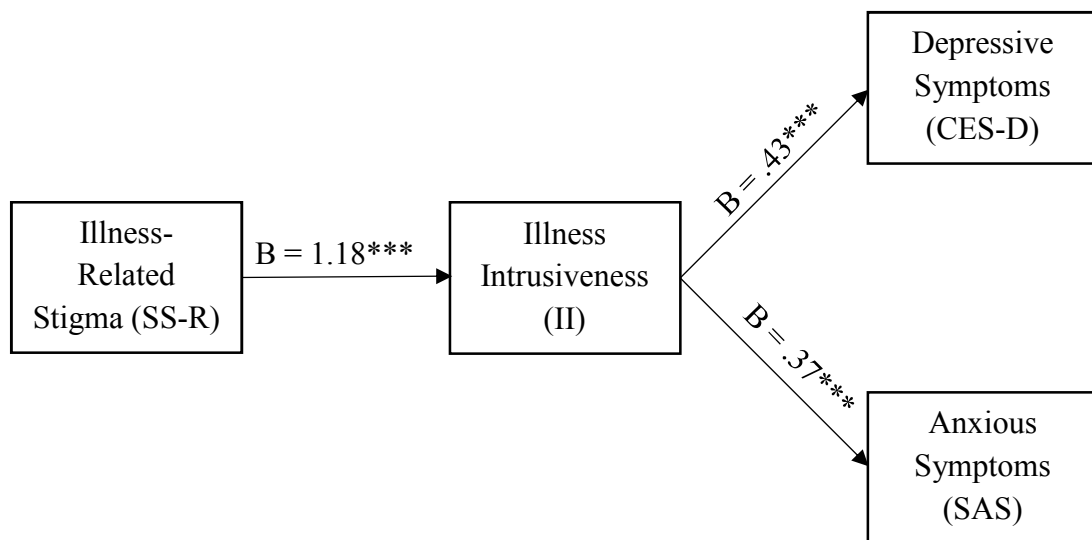 Illness-
Related
Stigma (SS-R)
B = 1.18***
Illness
Intrusiveness
(II)
B = .43***
Depressive
Symptoms
(CES-D)
B = .37***
Anxious
Symptoms
(SAS)